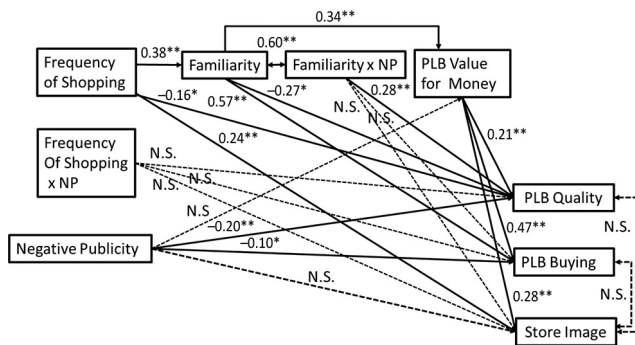 0.34**
Frequency
of Shopping
0.38**
Familiarity
0.60**
Familiarity x NP
PLB Value
for Money
–0.16*
0.57**
–0.27*
N.S.
0.28**
N.S.
0.24**
0.21**
Frequency
Of Shopping
x NP
N.S.
N.S.
N.S.
N.S
PLB Quality
N.S.
Negative Publicity
–0.20**
–0.10*
0.47**
PLB Buying
N.S.
N.S.
0.28**
Store Image